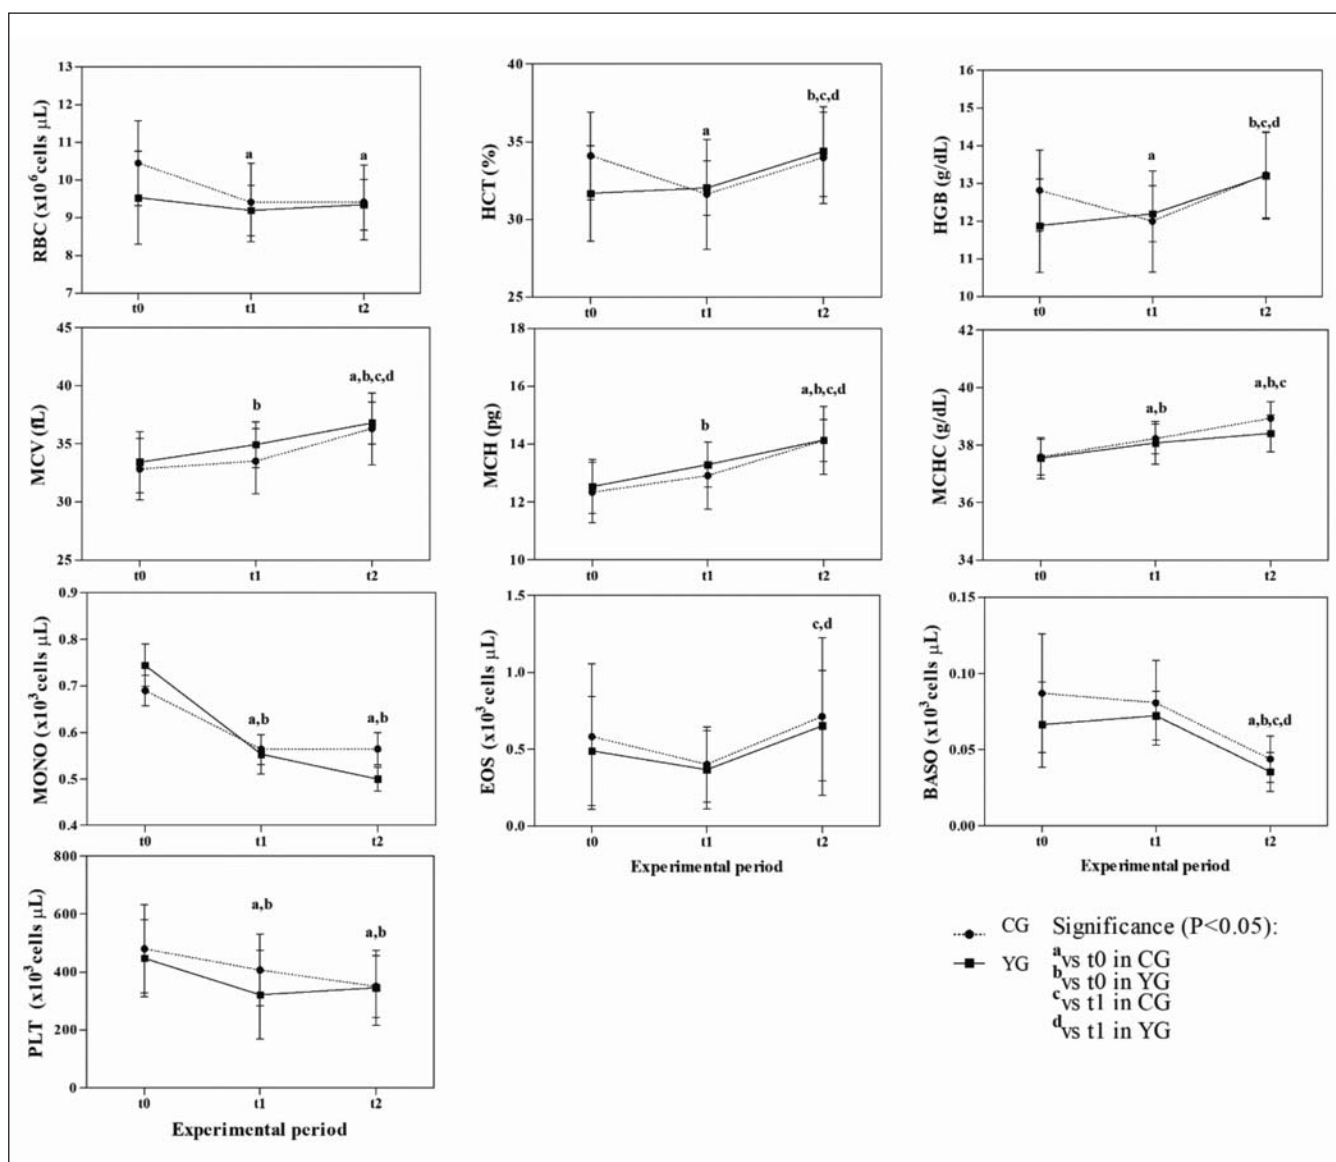 RBC (x10⁶cells μL)
13
12
11
10
9
8
7
a
a
t0
t1
t2
HCT (%)
40
35
30
25
a
b,c,d
t0
t1
t2
HGB (g/dL)
16
15
14
13
12
11
10
a
b,c,d
t0
t1
t2
MCV (fL)
45
40
35
30
25
b
a,b,c,d
t0
t1
t2
MCH (pg)
18
16
14
12
10
b
a,b,c,d
t0
t1
t2
MCHC (g/dL)
42
40
38
36
34
a,b
a,b,c
t0
t1
t2
MONO (x10³cells μL)
0.9
0.8
0.7
0.6
0.5
0.4
a,b
a,b
t0
t1
t2
EOS (x10³cells μL)
1.5
1.0
0.5
0.0
c,d
t0
t1
t2
Experimental period
BASO (x10³cells μL)
0.15
0.10
0.05
0.00
a,b,c,d
t0
t1
t2
Experimental period
PLT (x10³cells μL)
800
600
400
200
0
a,b
a,b
t0
t1
t2
Experimental period
CG
YG
Significance (P<0.05):
ᵃvs t0 in CG
ᵇvs t0 in YG
ᶜvs t1 in CG
ᵈvs t1 in YG